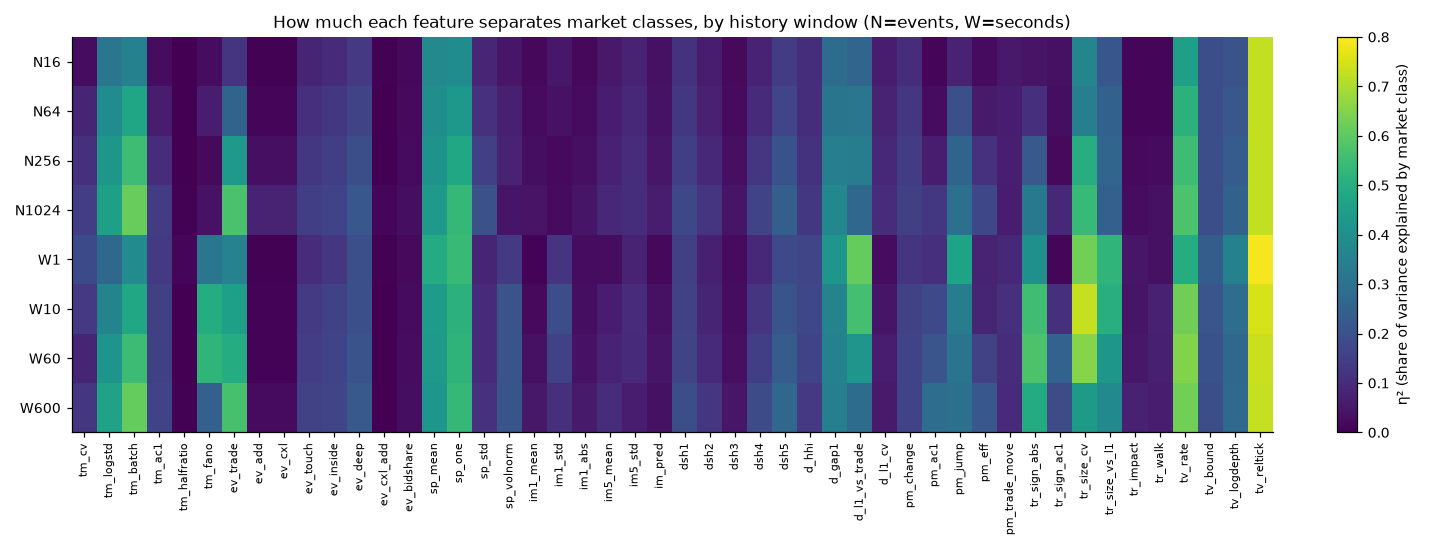 How much each feature separates market classes, by history window (N=events, W=seconds)
N16
N64
N256
N1024
W1
W10
W60
W600
tm_cv
tm_logstd
tm_batch
tm_ac1
tm_halfratio
tm_fano
ev_trade
ev_add
ev_cxl
ev_touch
ev_inside
ev_deep
ev_cxl_add
ev_bidshare
sp_mean
sp_one
sp_std
sp_volnorm
im1_mean
im1_std
im1_abs
im5_mean
im5_std
im_pred
dsh1
dsh2
dsh3
dsh4
dsh5
d_hhi
d_gap1
d_l1_vs_trade
d_l1_cv
pm_change
pm_ac1
pm_jump
pm_eff
pm_trade_move
tr_sign_abs
tr_sign_ac1
tr_size_cv
tr_size_vs_l1
tr_impact
tr_walk
tv_rate
tv_bound
tv_logdepth
tv_reltick
0.8
0.7
0.6
0.5
0.4
0.3
0.2
0.1
0.0
η² (share of variance explained by market class)